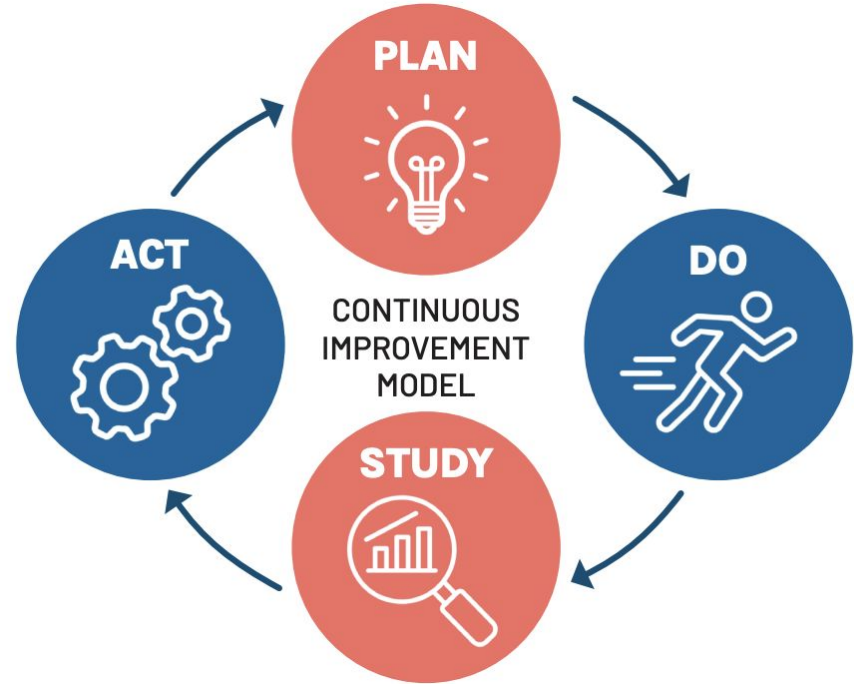 PLAN
DO
STUDY
ACT
CONTINUOUS
IMPROVEMENT
MODEL